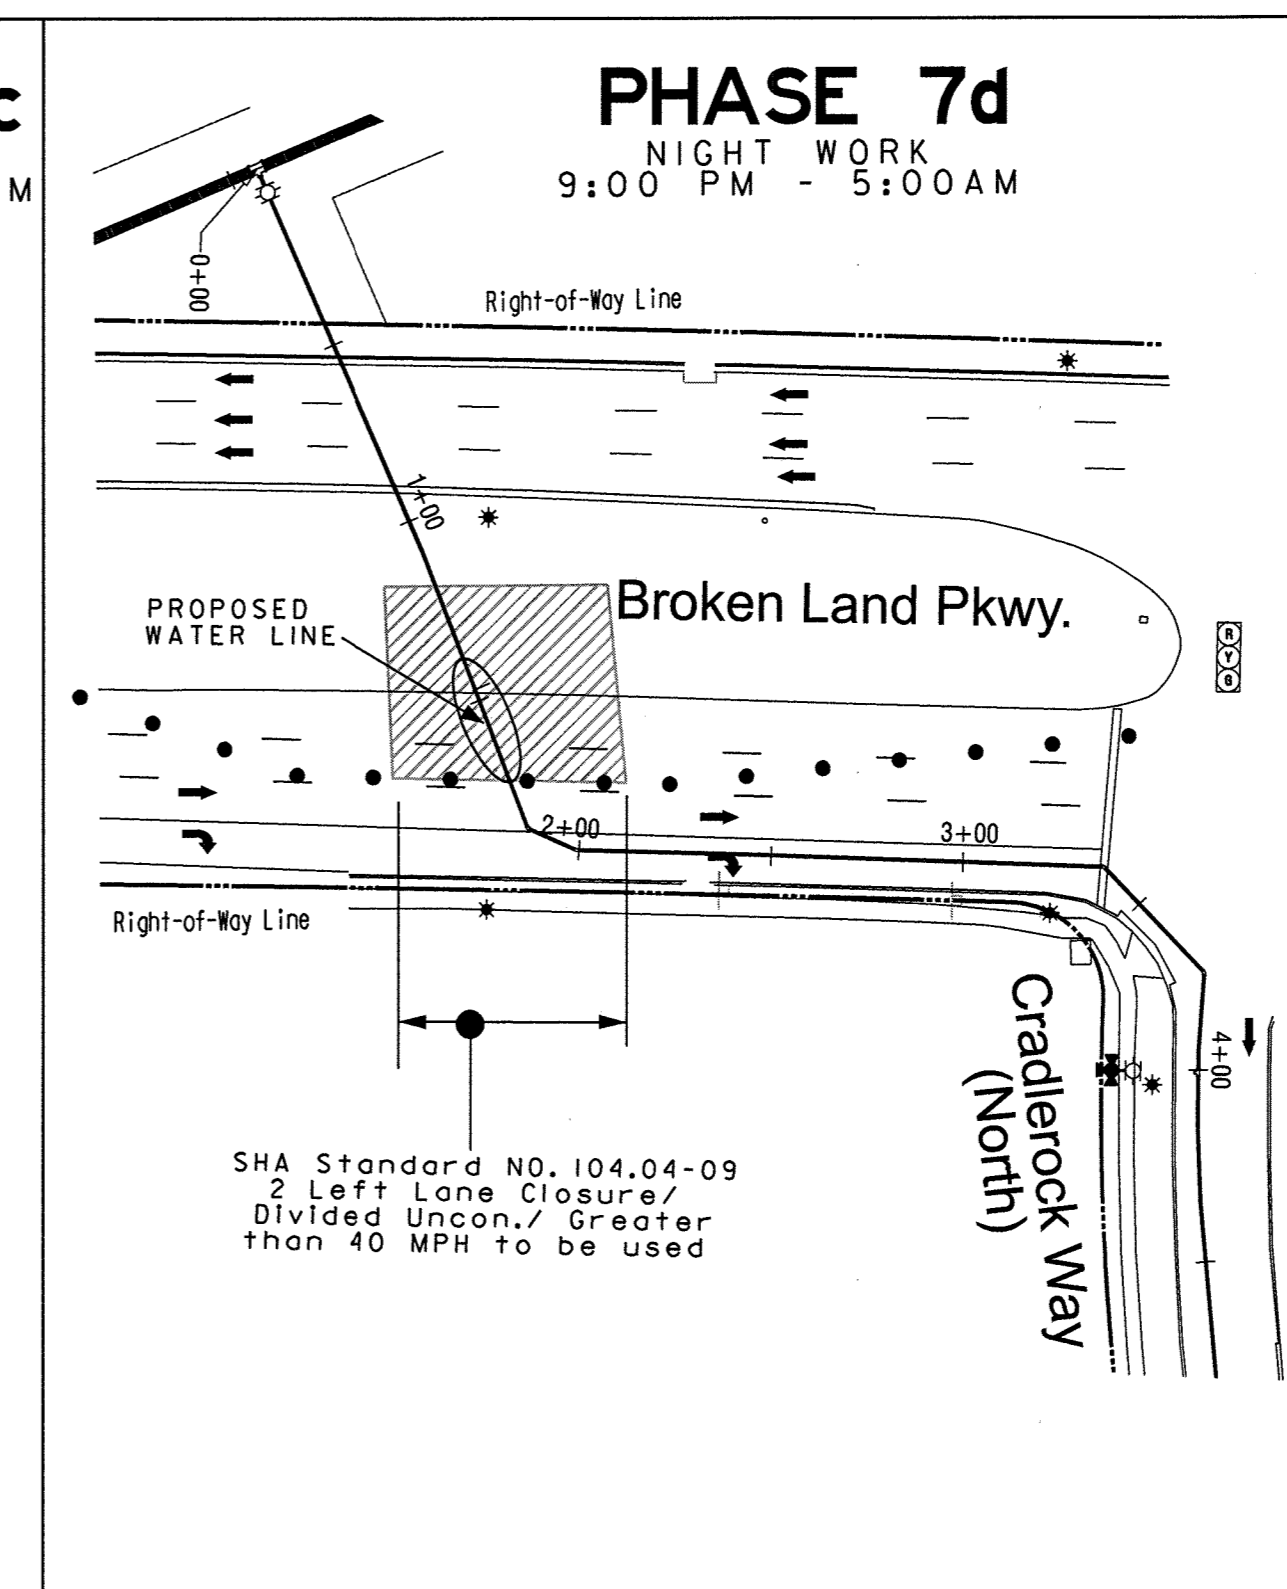 C
M
PHASE 7d
NIGHT WORK
9:00 PM - 5:00AM
0+00
Right-of-Way Line
1+00
Broken Land Pkwy.
PROPOSED
WATER LINE
R
Y
G
2+00
3+00
Right-of-Way Line
4+00
Cradlerock Way
(North)
SHA Standard NO. 104.04-09
2 Left Lane Closure/
Divided Uncon./ Greater
than 40 MPH to be used